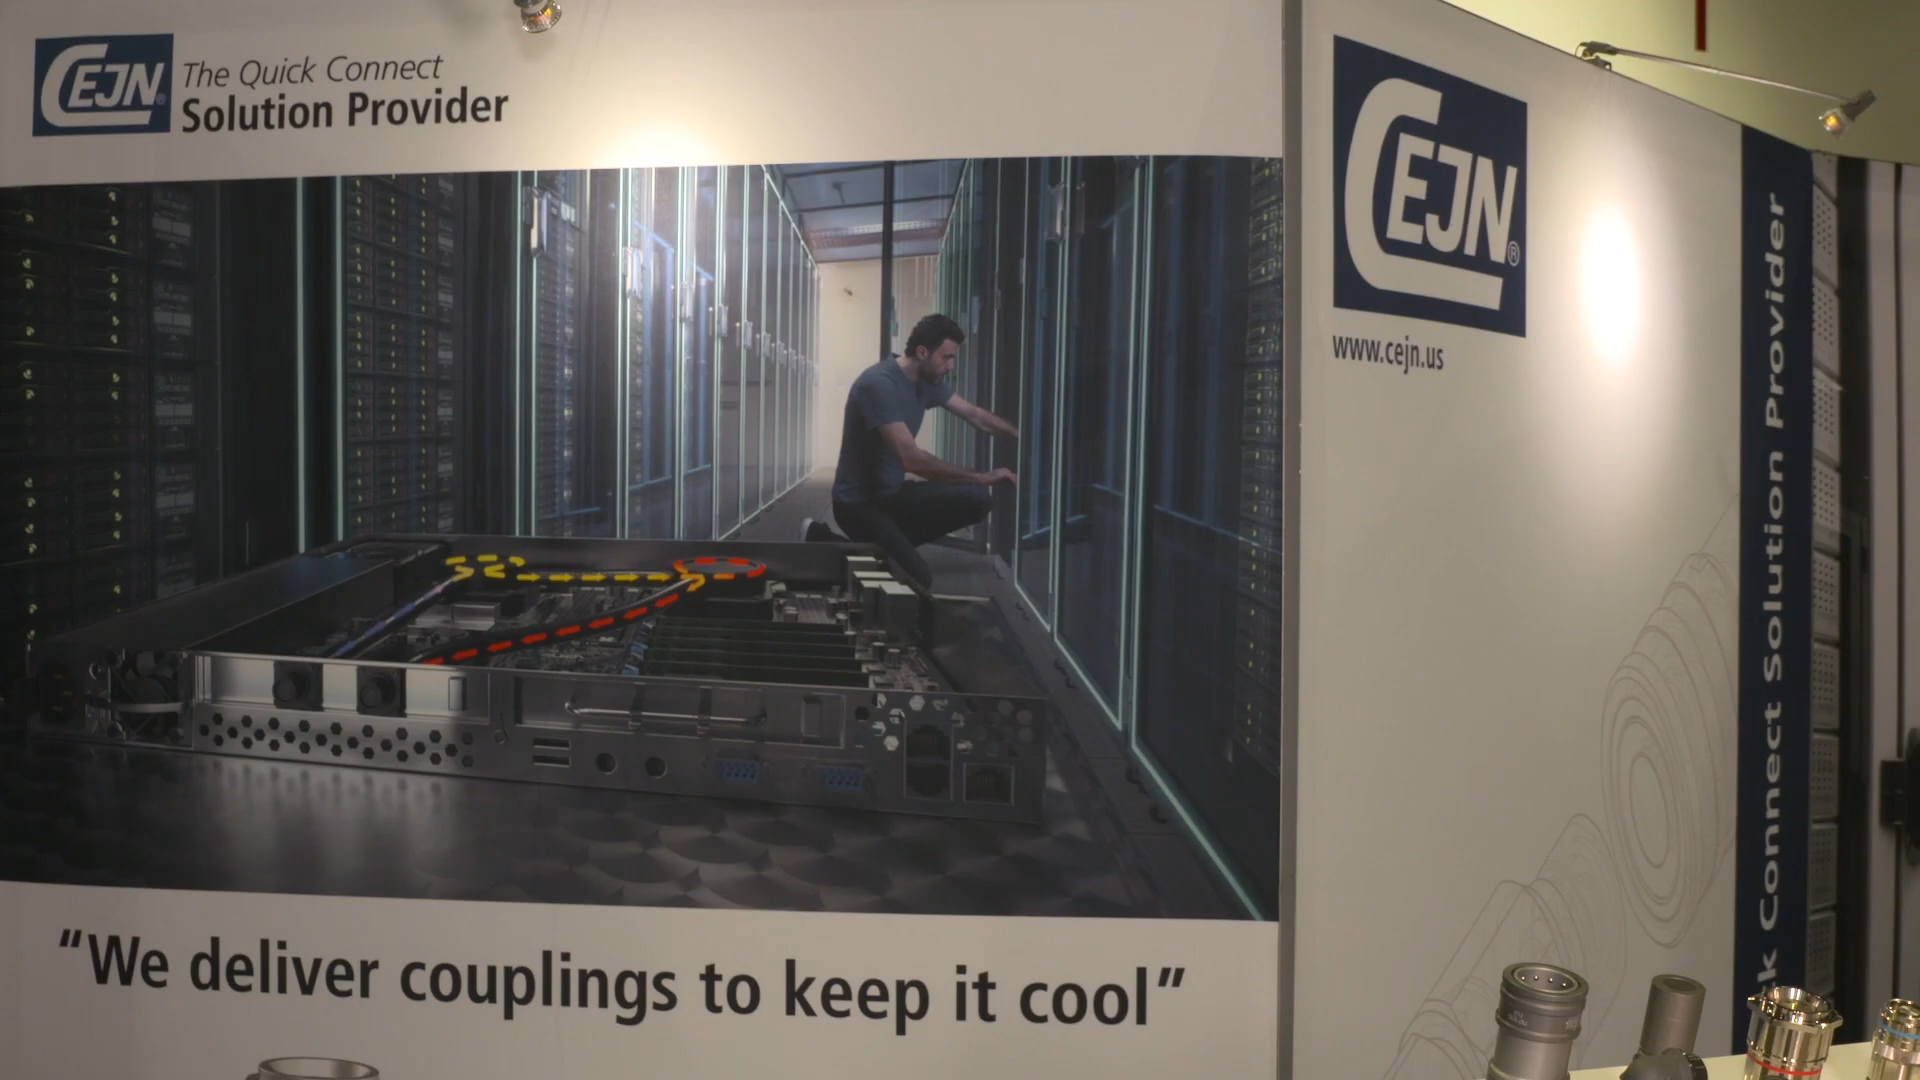 CEJN®
The Quick Connect
Solution Provider
“We deliver couplings to keep it cool”
CEJN®
www.cejn.us
k Connect Solution Provider